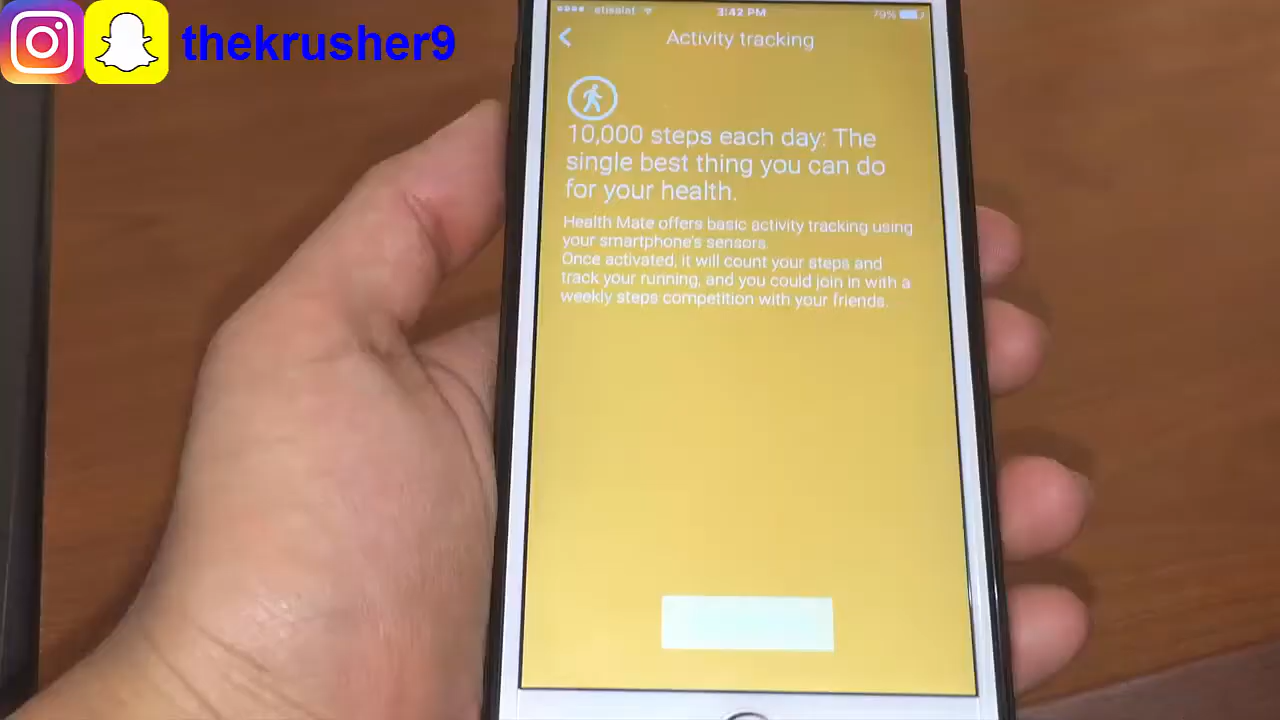 thekrusher9
etisalat
3:42 PM
79%
Activity tracking
10,000 steps each day: The
single best thing you can do
for your health.
Health Mate offers basic activity tracking using
your smartphone's sensors.
Once activated, it will count your steps and
track your running, and you could join in with a
weekly steps competition with your friends.